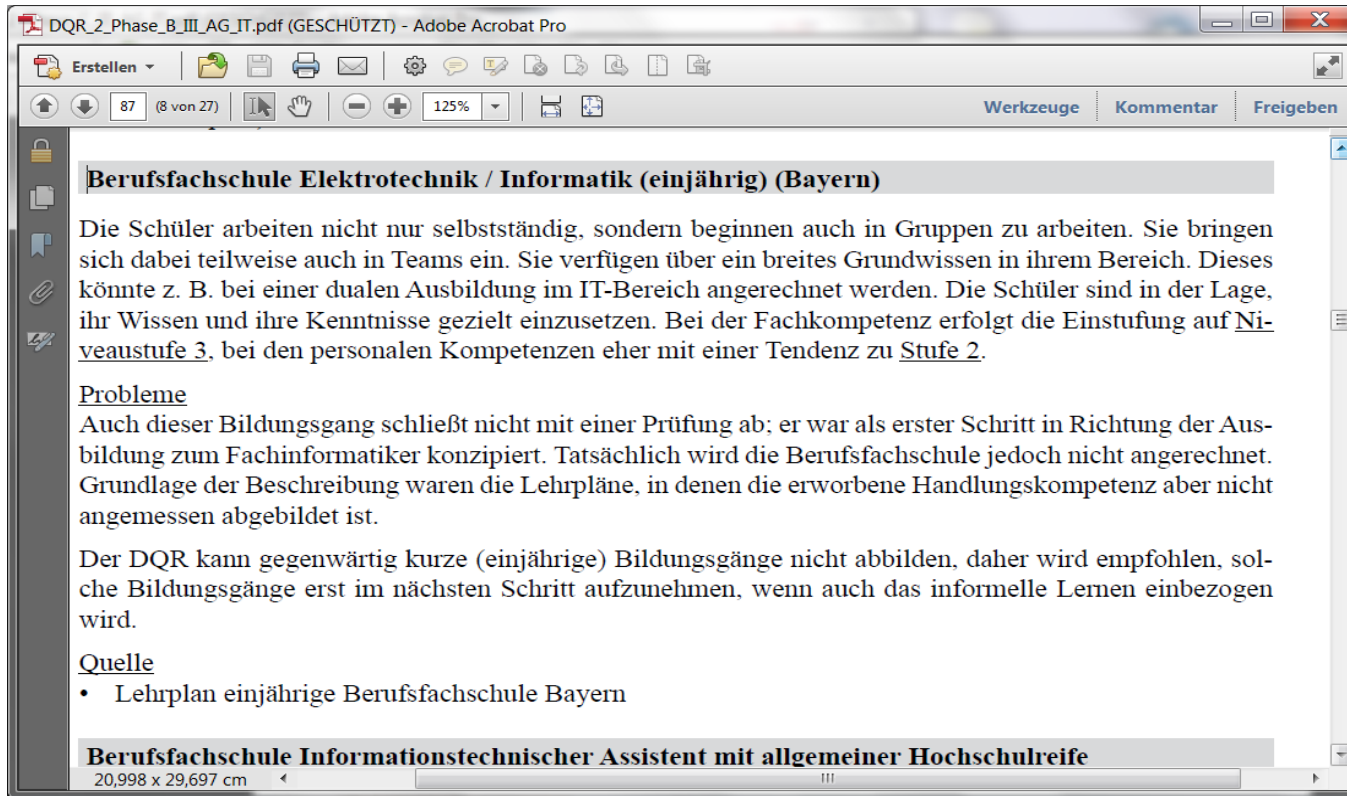 DQR_2_Phase_B_III_AG_IT.pdf (GESCHÜTZT) - Adobe Acrobat Pro
Erstellen
87 (8 von 27) 125% Werkzeuge Kommentar Freigeben
Berufsfachschule Elektrotechnik / Informatik (einjährig) (Bayern)
Die Schüler arbeiten nicht nur selbstständig, sondern beginnen auch in Gruppen zu arbeiten. Sie bringen
sich dabei teilweise auch in Teams ein. Sie verfügen über ein breites Grundwissen in ihrem Bereich. Dieses
könnte z. B. bei einer dualen Ausbildung im IT-Bereich angerechnet werden. Die Schüler sind in der Lage,
ihr Wissen und ihre Kenntnisse gezielt einzusetzen. Bei der Fachkompetenz erfolgt die Einstufung auf Ni-
veaustufe 3, bei den personalen Kompetenzen eher mit einer Tendenz zu Stufe 2.
Probleme
Auch dieser Bildungsgang schließt nicht mit einer Prüfung ab; er war als erster Schritt in Richtung der Aus-
bildung zum Fachinformatiker konzipiert. Tatsächlich wird die Berufsfachschule jedoch nicht angerechnet.
Grundlage der Beschreibung waren die Lehrpläne, in denen die erworbene Handlungskompetenz aber nicht
angemessen abgebildet ist.
Der DQR kann gegenwärtig kurze (einjährige) Bildungsgänge nicht abbilden, daher wird empfohlen, sol-
che Bildungsgänge erst im nächsten Schritt aufzunehmen, wenn auch das informelle Lernen einbezogen
wird.
Quelle
• Lehrplan einjährige Berufsfachschule Bayern
Berufsfachschule Informationstechnischer Assistent mit allgemeiner Hochschulreife
20,998 x 29,697 cm